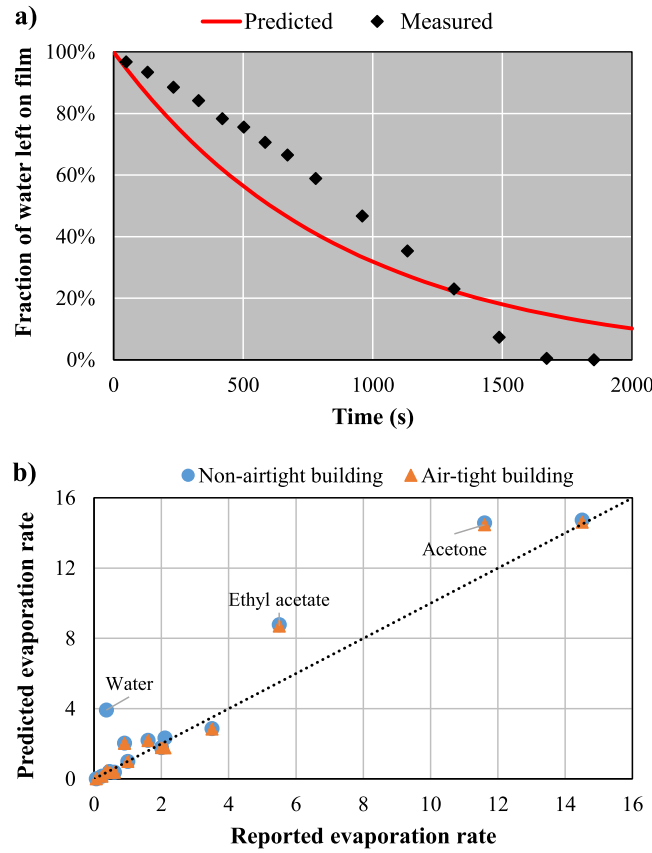 a)
Predicted Measured
Fraction of water left on film
100%
80%
60%
40%
20%
0%
0 500 1000 1500 2000
Time (s)
b)
Non-airtight building Air-tight building
Predicted evaporation rate
16
12
8
4
0
Acetone
Ethyl acetate
Water
0 2 4 6 8 10 12 14 16
Reported evaporation rate